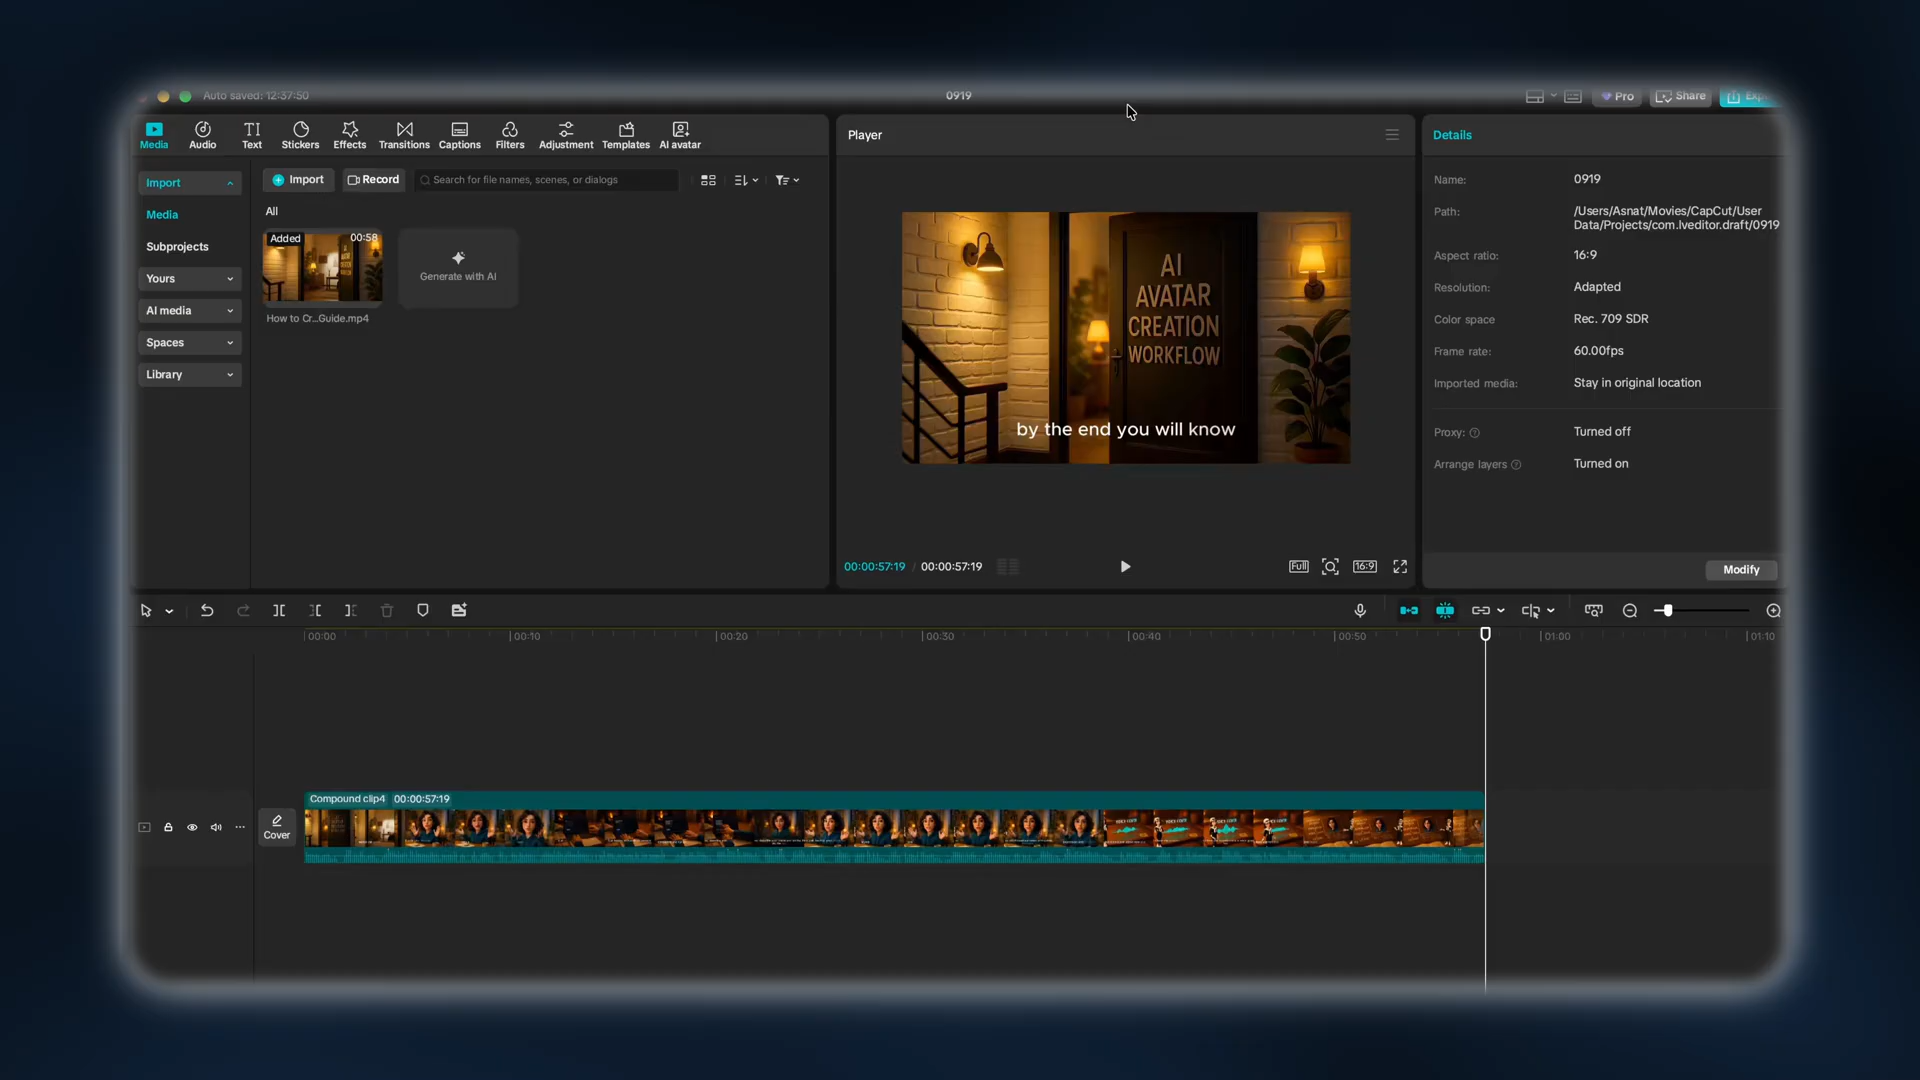 Auto saved: 12:37:50
0919
Pro
Share
Media
Audio
TI
Text
Stickers
Effects
Transitions
Captions
Filters
Adjustment
Templates
AI avatar
Import
Media
Subprojects
Yours
AI media
Spaces
Library
Import
Record
Search for file names, scenes, or dialogs
All
Added
00:58
How to Cr...Guide.mp4
Generate with AI
Player
AI
AVATAR
CREATION
WORKFLOW
by the end you will know
00:00:57:19 / 00:00:57:19
Full
16:9
Details
Name: 0919
Path: /Users/Asnat/Movies/CapCut/User
Data/Projects/com.lveditor.draft/0919
Aspect ratio: 16:9
Resolution: Adapted
Color space Rec. 709 SDR
Frame rate: 60.00fps
Imported media: Stay in original location
Proxy: Turned off
Arrange layers Turned on
Modify
00:00
00:10
00:20
00:30
00:40
00:50
01:00
01:10
Cover
Compound clip4 00:00:57:19